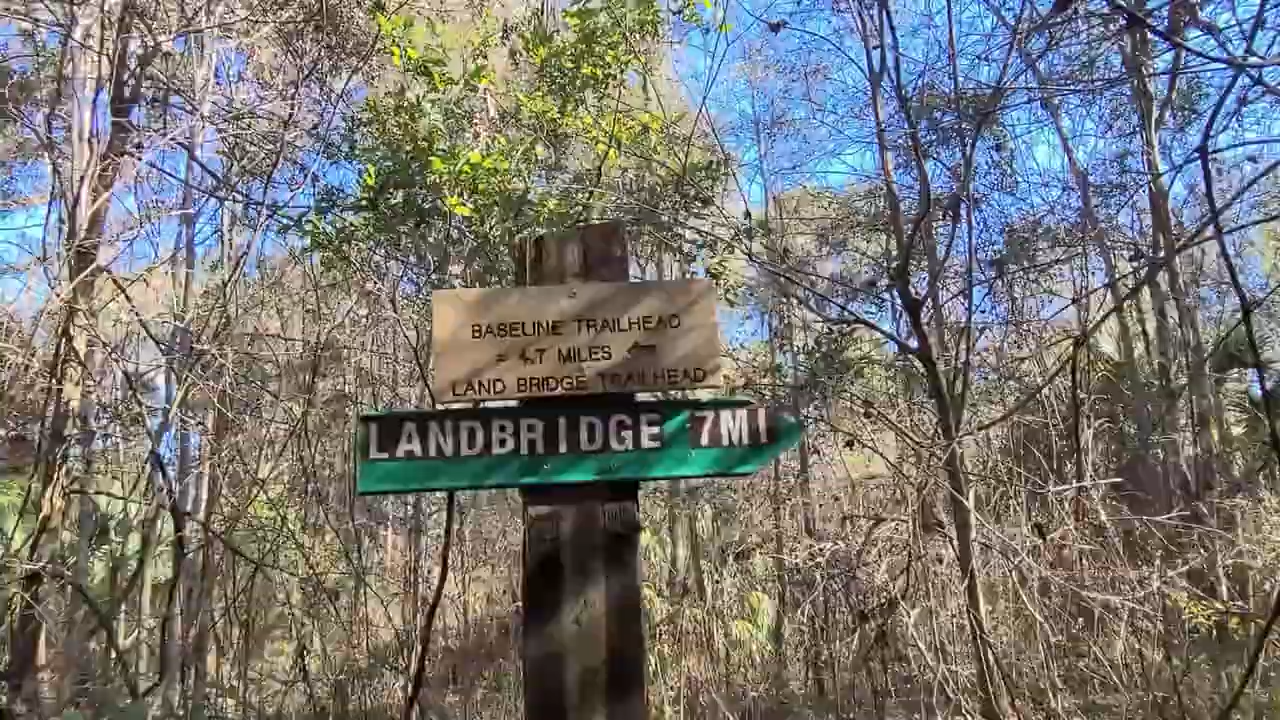 BASELINE TRAILHEAD
= 4.7 MILES ←
LAND BRIDGE TRAILHEAD
LANDBRIDGE 7MI